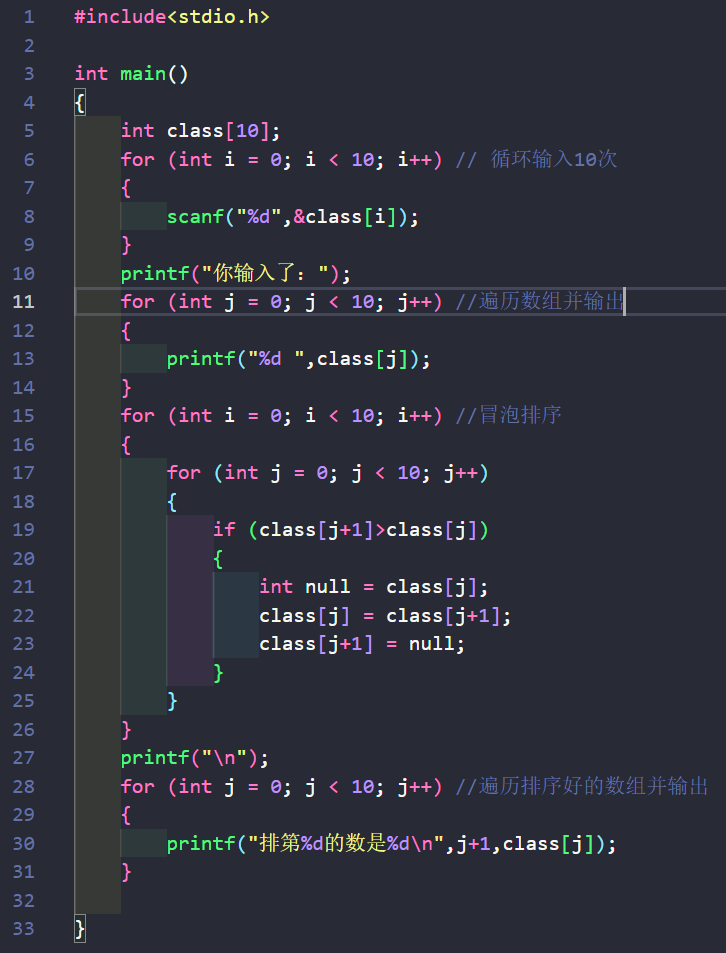 1 #include<stdio.h>
2
3 int main()
4 {
5 int class[10];
6 for (int i = 0; i < 10; i++) // 循环输入10次
7 {
8 scanf("%d",&class[i]);
9 }
10 printf("你输入了：");
11 for (int j = 0; j < 10; j++) //遍历数组并输出
12 {
13 printf("%d ",class[j]);
14 }
15 for (int i = 0; i < 10; i++) //冒泡排序
16 {
17 for (int j = 0; j < 10; j++)
18 {
19 if (class[j+1]>class[j])
20 {
21 int null = class[j];
22 class[j] = class[j+1];
23 class[j+1] = null;
24 }
25 }
26 }
27 printf("\n");
28 for (int j = 0; j < 10; j++) //遍历排序好的数组并输出
29 {
30 printf("排第%d的数是%d\n",j+1,class[j]);
31 }
32
33 }